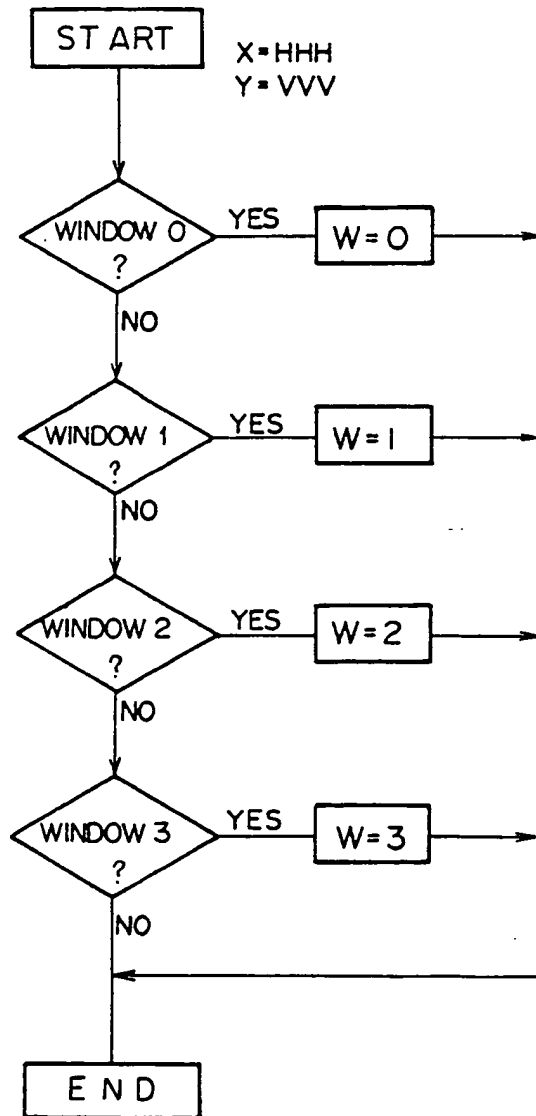 START
X=HHH
Y=VVV
WINDOW 0
?
YES
W=0
NO
WINDOW 1
?
YES
W=1
NO
WINDOW 2
?
YES
W=2
NO
WINDOW 3
?
YES
W=3
NO
END